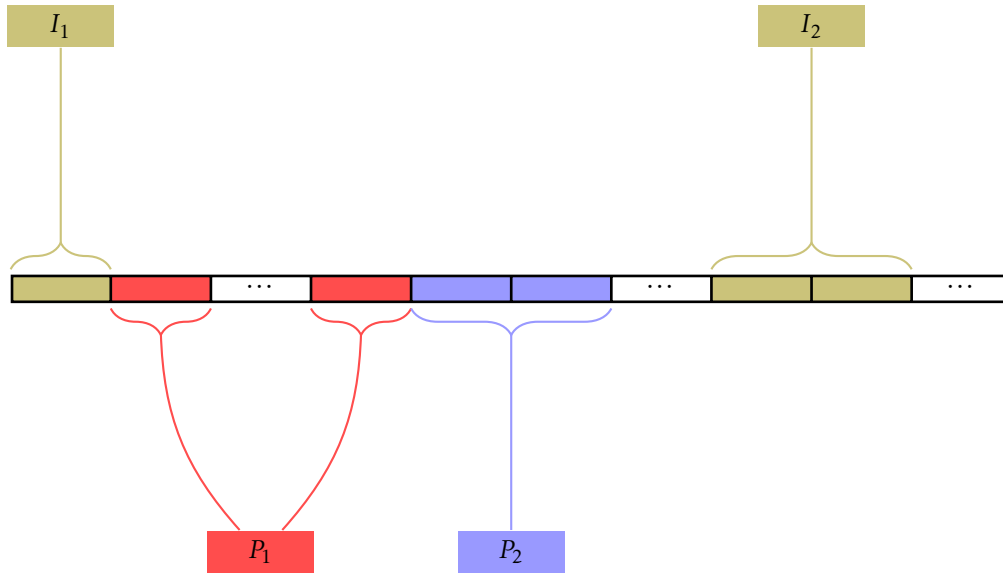 I₁
I₂
⋯
⋯
⋯
P₁
P₂